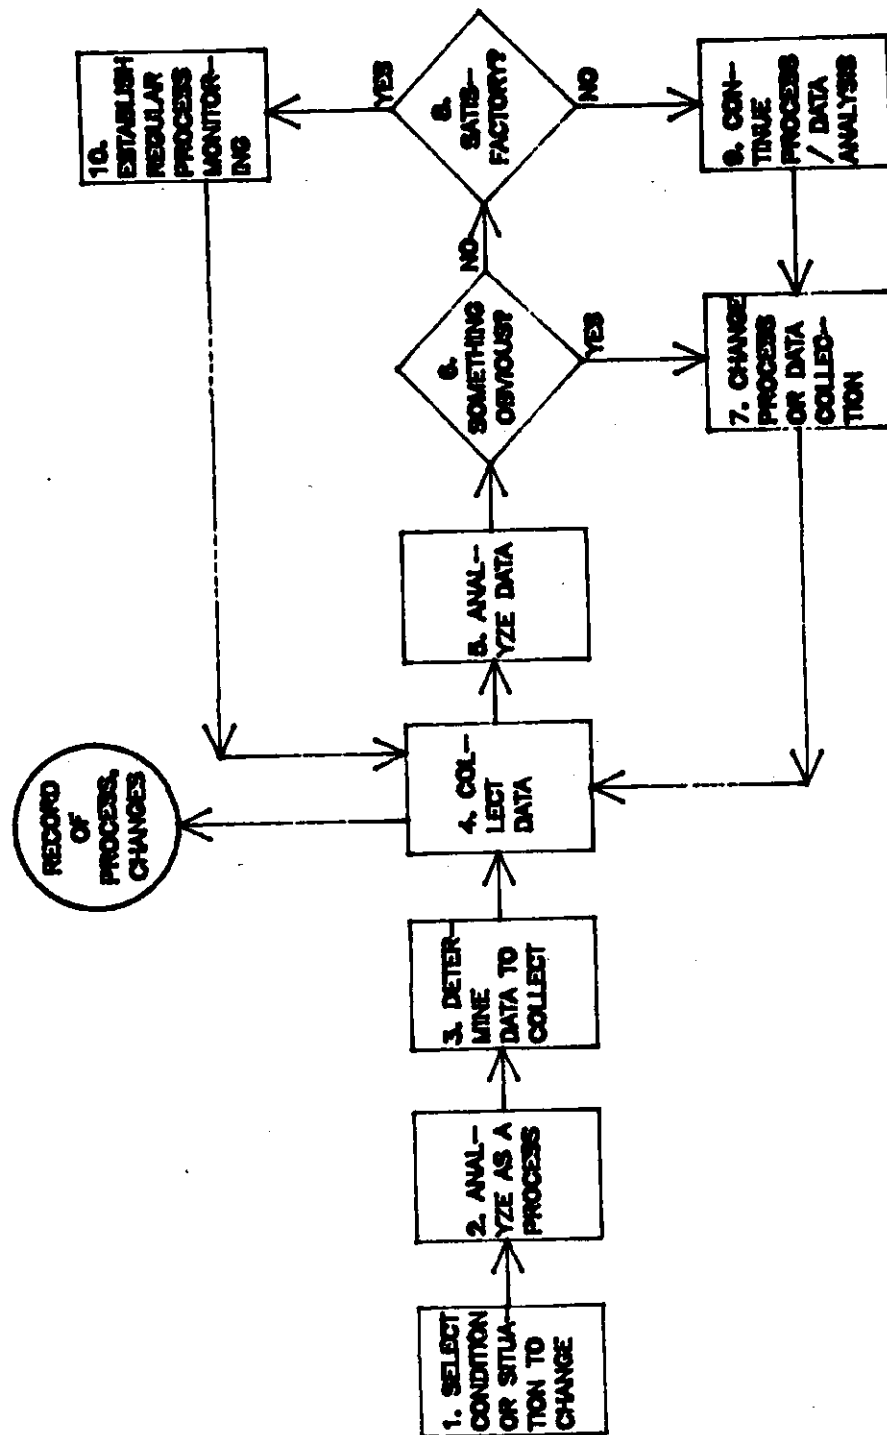 1. SELECT
CONDITION
OR SITUA-
TION TO
CHANGE
2. ANAL-
YZE AS A
PROCESS
3. DETER-
MINE
DATA TO
COLLECT
4. COL-
LECT
DATA
RECORD
OF
PROCESS,
CHANGES
5. ANAL-
YZE DATA
6.
SOMETHING
OBVIOUS?
NO
YES
7. CHANGE
PROCESS
OR DATA
COLLEC-
TION
8.
SATIS-
FACTORY?
YES
NO
9. CON-
TINUE
PROCESS
/ DATA
ANALYSIS
10.
ESTABLISH
REGULAR
PROCESS
MONITOR-
ING